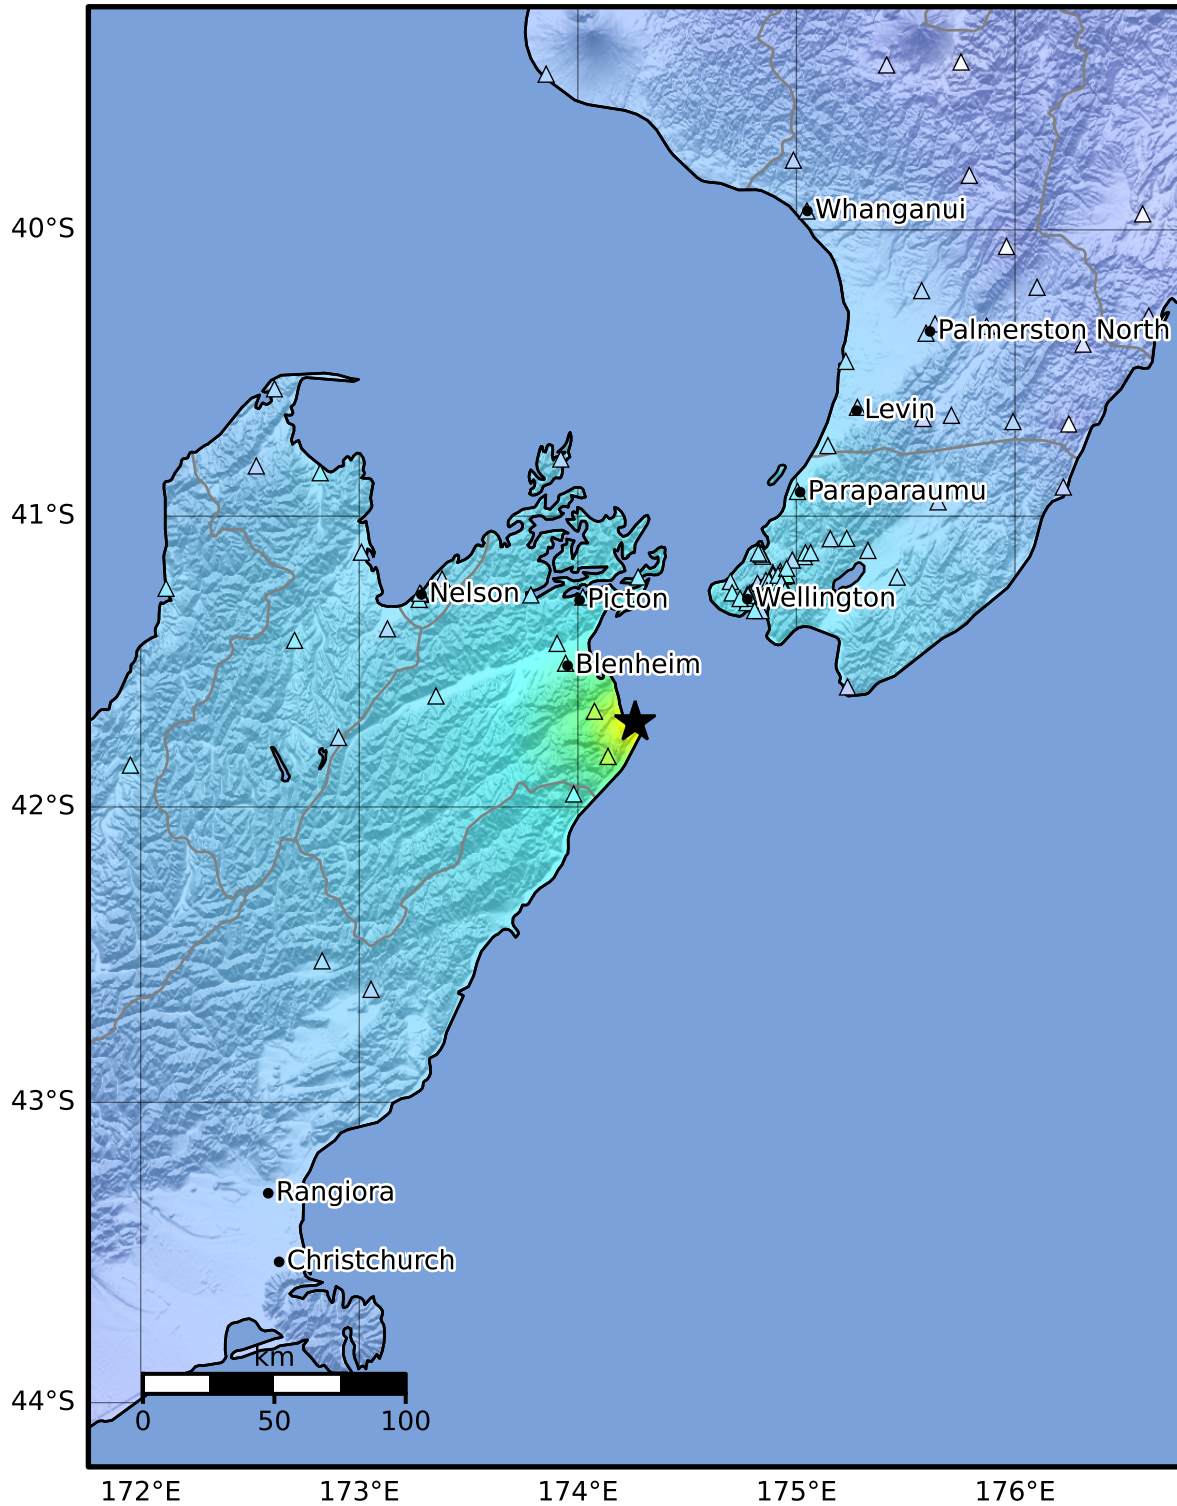 40°S
Whanganui
Palmerston North
Levin
Paraparaumu
41°S
Nelson
Picton
Wellington
Blenheim
42°S
43°S
Rangiora
Christchurch
km
44°S
0 50 100
172°E 173°E 174°E 175°E 176°E